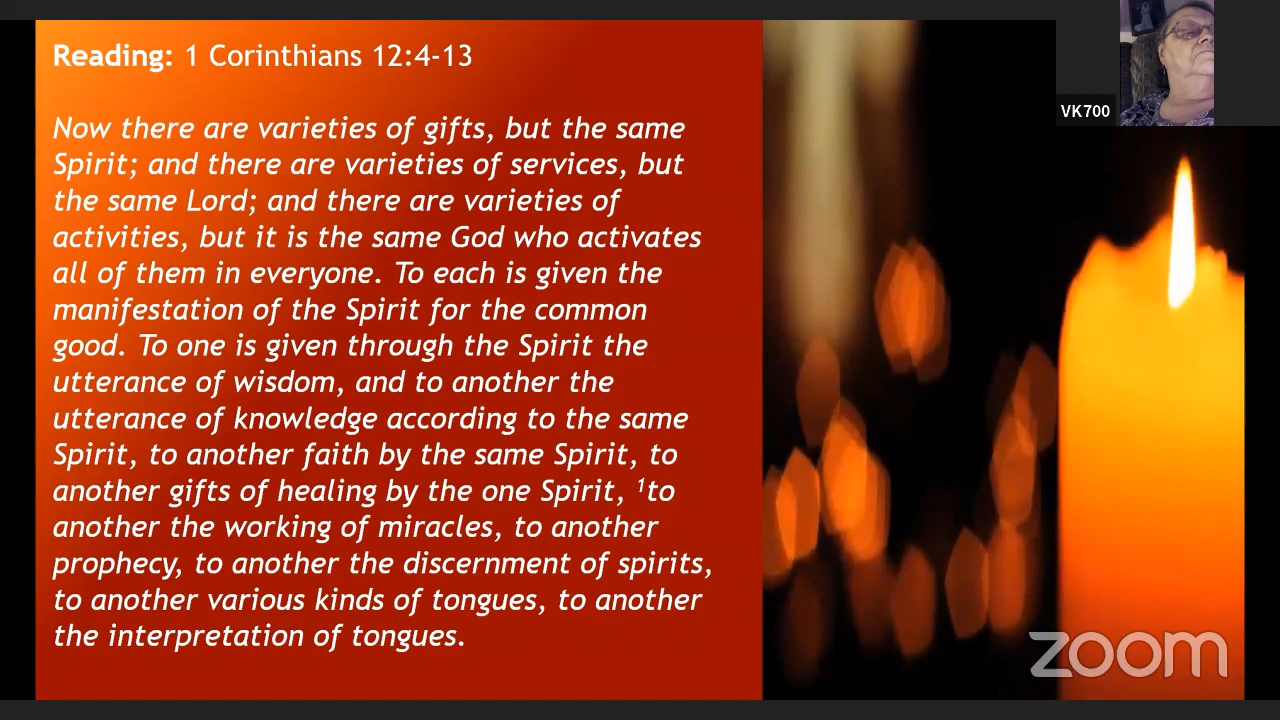 Reading: 1 Corinthians 12:4-13
Now there are varieties of gifts, but the same
Spirit; and there are varieties of services, but
the same Lord; and there are varieties of
activities, but it is the same God who activates
all of them in everyone. To each is given the
manifestation of the Spirit for the common
good. To one is given through the Spirit the
utterance of wisdom, and to another the
utterance of knowledge according to the same
Spirit, to another faith by the same Spirit, to
another gifts of healing by the one Spirit, ¹to
another the working of miracles, to another
prophecy, to another the discernment of spirits,
to another various kinds of tongues, to another
the interpretation of tongues.
VK700
zoom